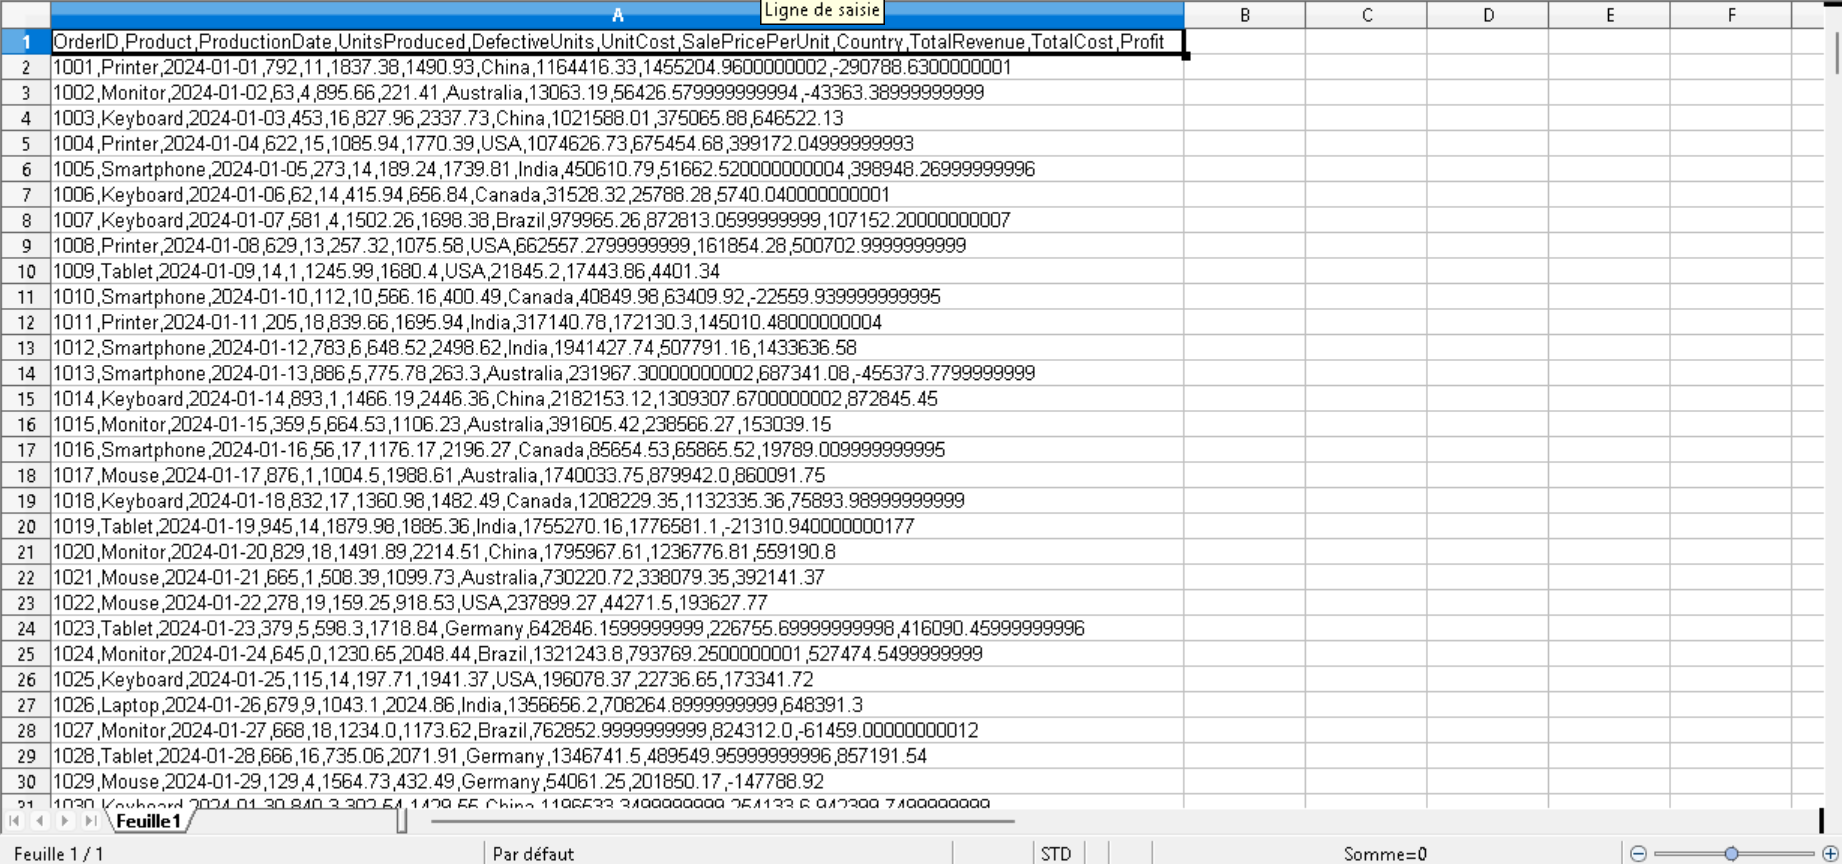 Ligne de saisie
A B C D E F
1 OrderID,Product,ProductionDate,UnitsProduced,DefectiveUnits,UnitCost,SalePricePerUnit,Country,TotalRevenue,TotalCost,Profit
2 1001,Printer,2024-01-01,792,11,1837.38,1490.93,China,1164416.33,1455204.9600000002,-290788.6300000001
3 1002,Monitor,2024-01-02,63,4,895.66,221.41,Australia,13063.19,56426.579999999994,-43363.38999999999
4 1003,Keyboard,2024-01-03,453,16,827.96,2337.73,China,1021588.01,375065.88,646522.13
5 1004,Printer,2024-01-04,622,15,1085.94,1770.39,USA,1074626.73,675454.68,399172.04999999993
6 1005,Smartphone,2024-01-05,273,14,189.24,1739.81,India,450610.79,51662.520000000004,398948.26999999996
7 1006,Keyboard,2024-01-06,62,14,415.94,656.84,Canada,31528.32,25788.28,5740.040000000001
8 1007,Keyboard,2024-01-07,581,4,1502.26,1698.38,Brazil,979965.26,872813.0599999999,107152.20000000007
9 1008,Printer,2024-01-08,629,13,257.32,1075.58,USA,662557.2799999999,161854.28,500702.9999999999
10 1009,Tablet,2024-01-09,14,1,1245.99,1680.4,USA,21845.2,17443.86,4401.34
11 1010,Smartphone,2024-01-10,112,10,566.16,400.49,Canada,40849.98,63409.92,-22559.939999999995
12 1011,Printer,2024-01-11,205,18,839.66,1695.94,India,317140.78,172130.3,145010.48000000004
13 1012,Smartphone,2024-01-12,783,6,648.52,2498.62,India,1941427.74,507791.16,1433636.58
14 1013,Smartphone,2024-01-13,886,5,775.78,263.3,Australia,231967.30000000002,687341.08,-455373.7799999999
15 1014,Keyboard,2024-01-14,893,1,1466.19,2446.36,China,2182153.12,1309307.6700000002,872845.45
16 1015,Monitor,2024-01-15,359,5,664.53,1106.23,Australia,391605.42,238566.27,153039.15
17 1016,Smartphone,2024-01-16,56,17,1176.17,2196.27,Canada,85654.53,65865.52,19789.009999999995
18 1017,Mouse,2024-01-17,876,1,1004.5,1988.61,Australia,1740033.75,879942.0,860091.75
19 1018,Keyboard,2024-01-18,832,17,1360.98,1482.49,Canada,1208229.35,1132335.36,75893.98999999999
20 1019,Tablet,2024-01-19,945,14,1879.98,1885.36,India,1755270.16,1776581.1,-21310.940000000177
21 1020,Monitor,2024-01-20,829,18,1491.89,2214.51,China,1795967.61,1236776.81,559190.8
22 1021,Mouse,2024-01-21,665,1,508.39,1099.73,Australia,730220.72,338079.35,392141.37
23 1022,Mouse,2024-01-22,278,19,159.25,918.53,USA,237899.27,44271.5,193627.77
24 1023,Tablet,2024-01-23,379,5,598.3,1718.84,Germany,642846.1599999999,226755.69999999998,416090.45999999996
25 1024,Monitor,2024-01-24,645,0,1230.65,2048.44,Brazil,1321243.8,793769.2500000001,527474.5499999999
26 1025,Keyboard,2024-01-25,115,14,197.71,1941.37,USA,196078.37,22736.65,173341.72
27 1026,Laptop,2024-01-26,679,9,1043.1,2024.86,India,1356656.2,708264.8999999999,648391.3
28 1027,Monitor,2024-01-27,668,18,1234.0,1173.62,Brazil,762852.9999999999,824312.0,-61459.00000000012
29 1028,Tablet,2024-01-28,666,16,735.06,2071.91,Germany,1346741.5,489549.95999999996,857191.54
30 1029,Mouse,2024-01-29,129,4,1564.73,432.49,Germany,54061.25,201850.17,-147788.92
31 1030,Keyboard,2024-01-30,840,3,302.54,1429.55,China,1196533.3499999999,254133.6,942399.7499999999
Feuille1
Feuille 1 / 1 Par défaut STD Somme=0